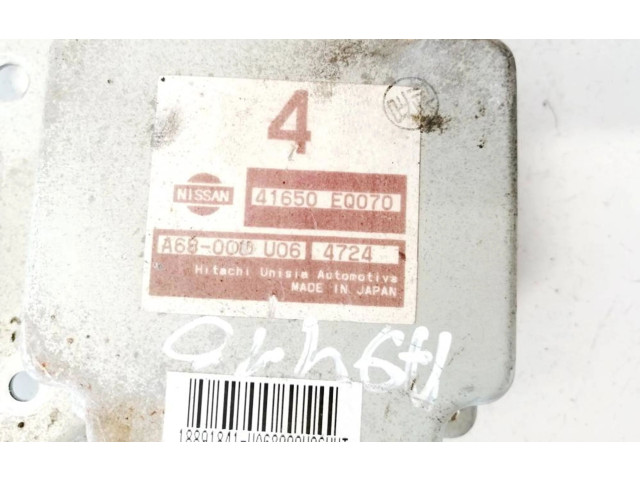 4
NISSAN
41650 EQ070
A68-000 U06 4724
Hitachi Unisia Automotive
MADE IN JAPAN